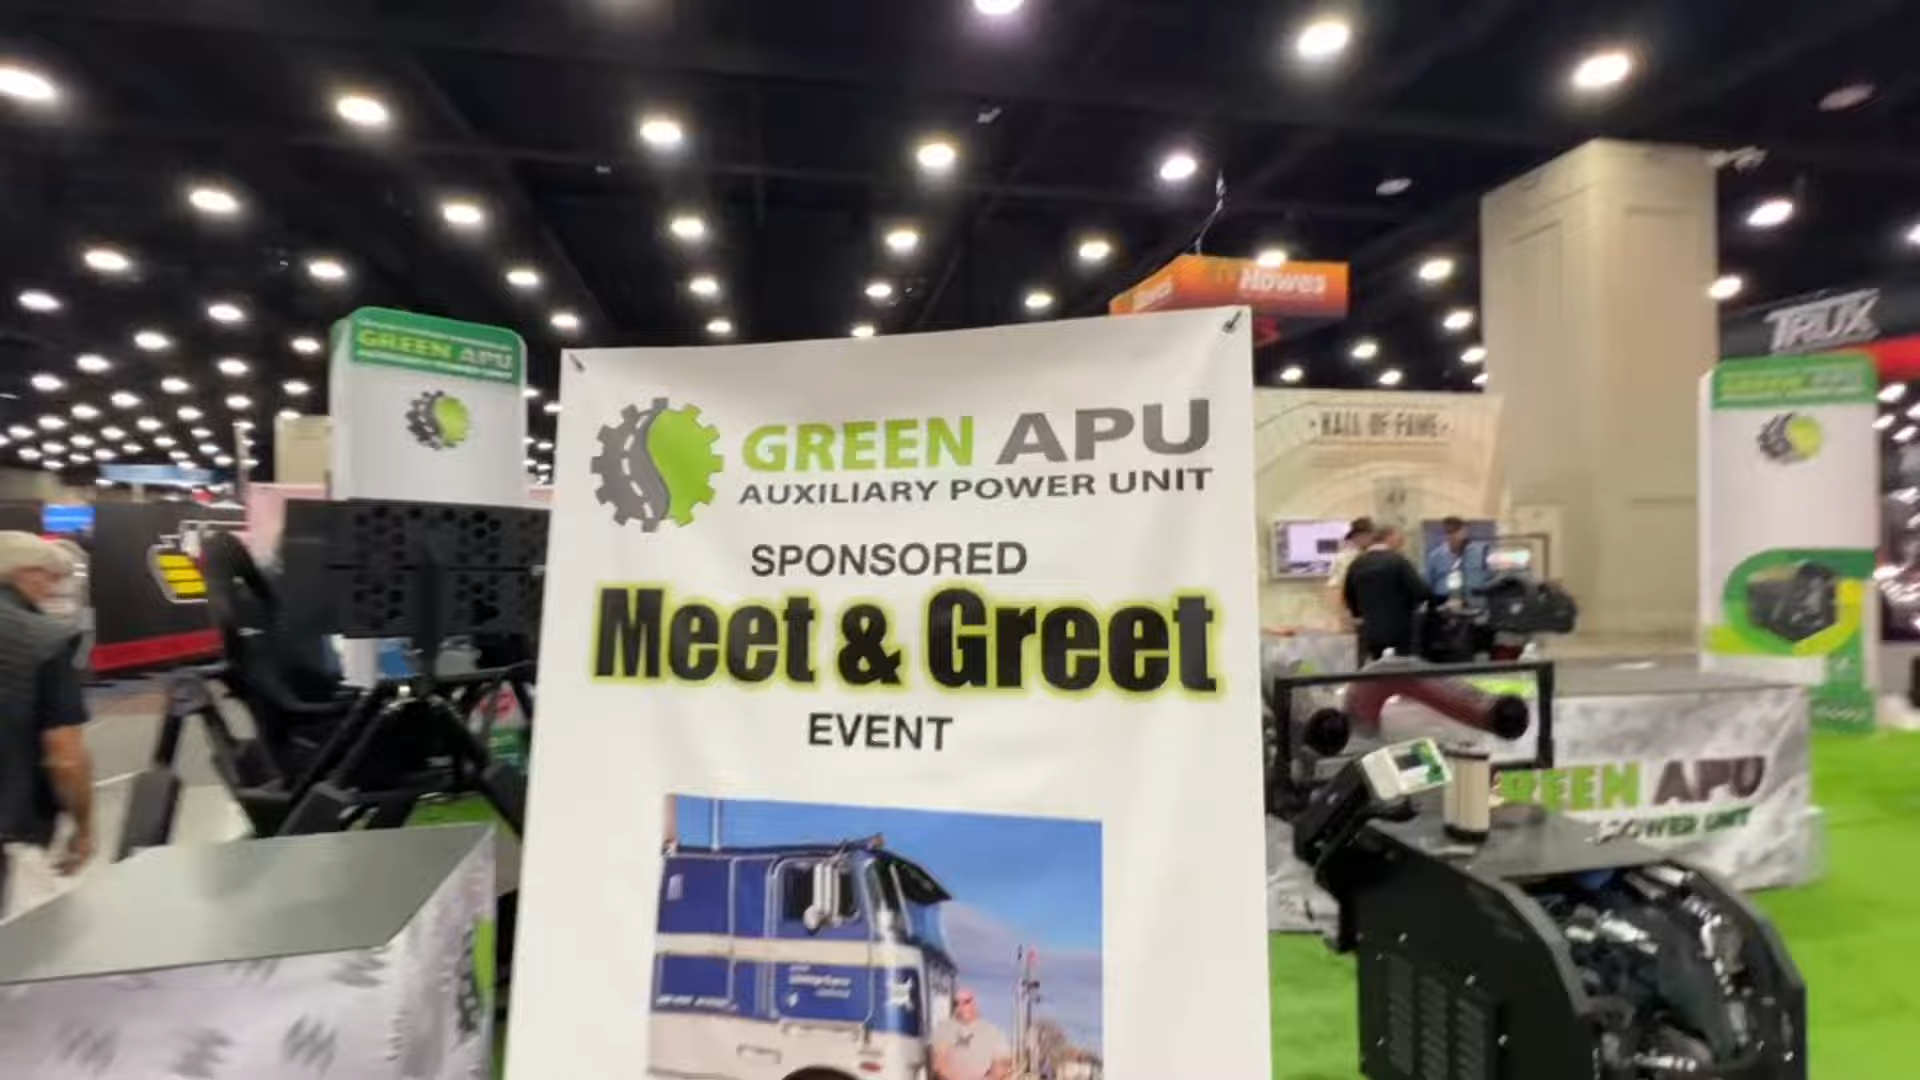 Howes
TRUX
GREEN APU
GREEN APU
AUXILIARY POWER UNIT
SPONSORED
Meet & Greet
EVENT
• HALL OF FAME •
GREEN APU
POWER UNIT